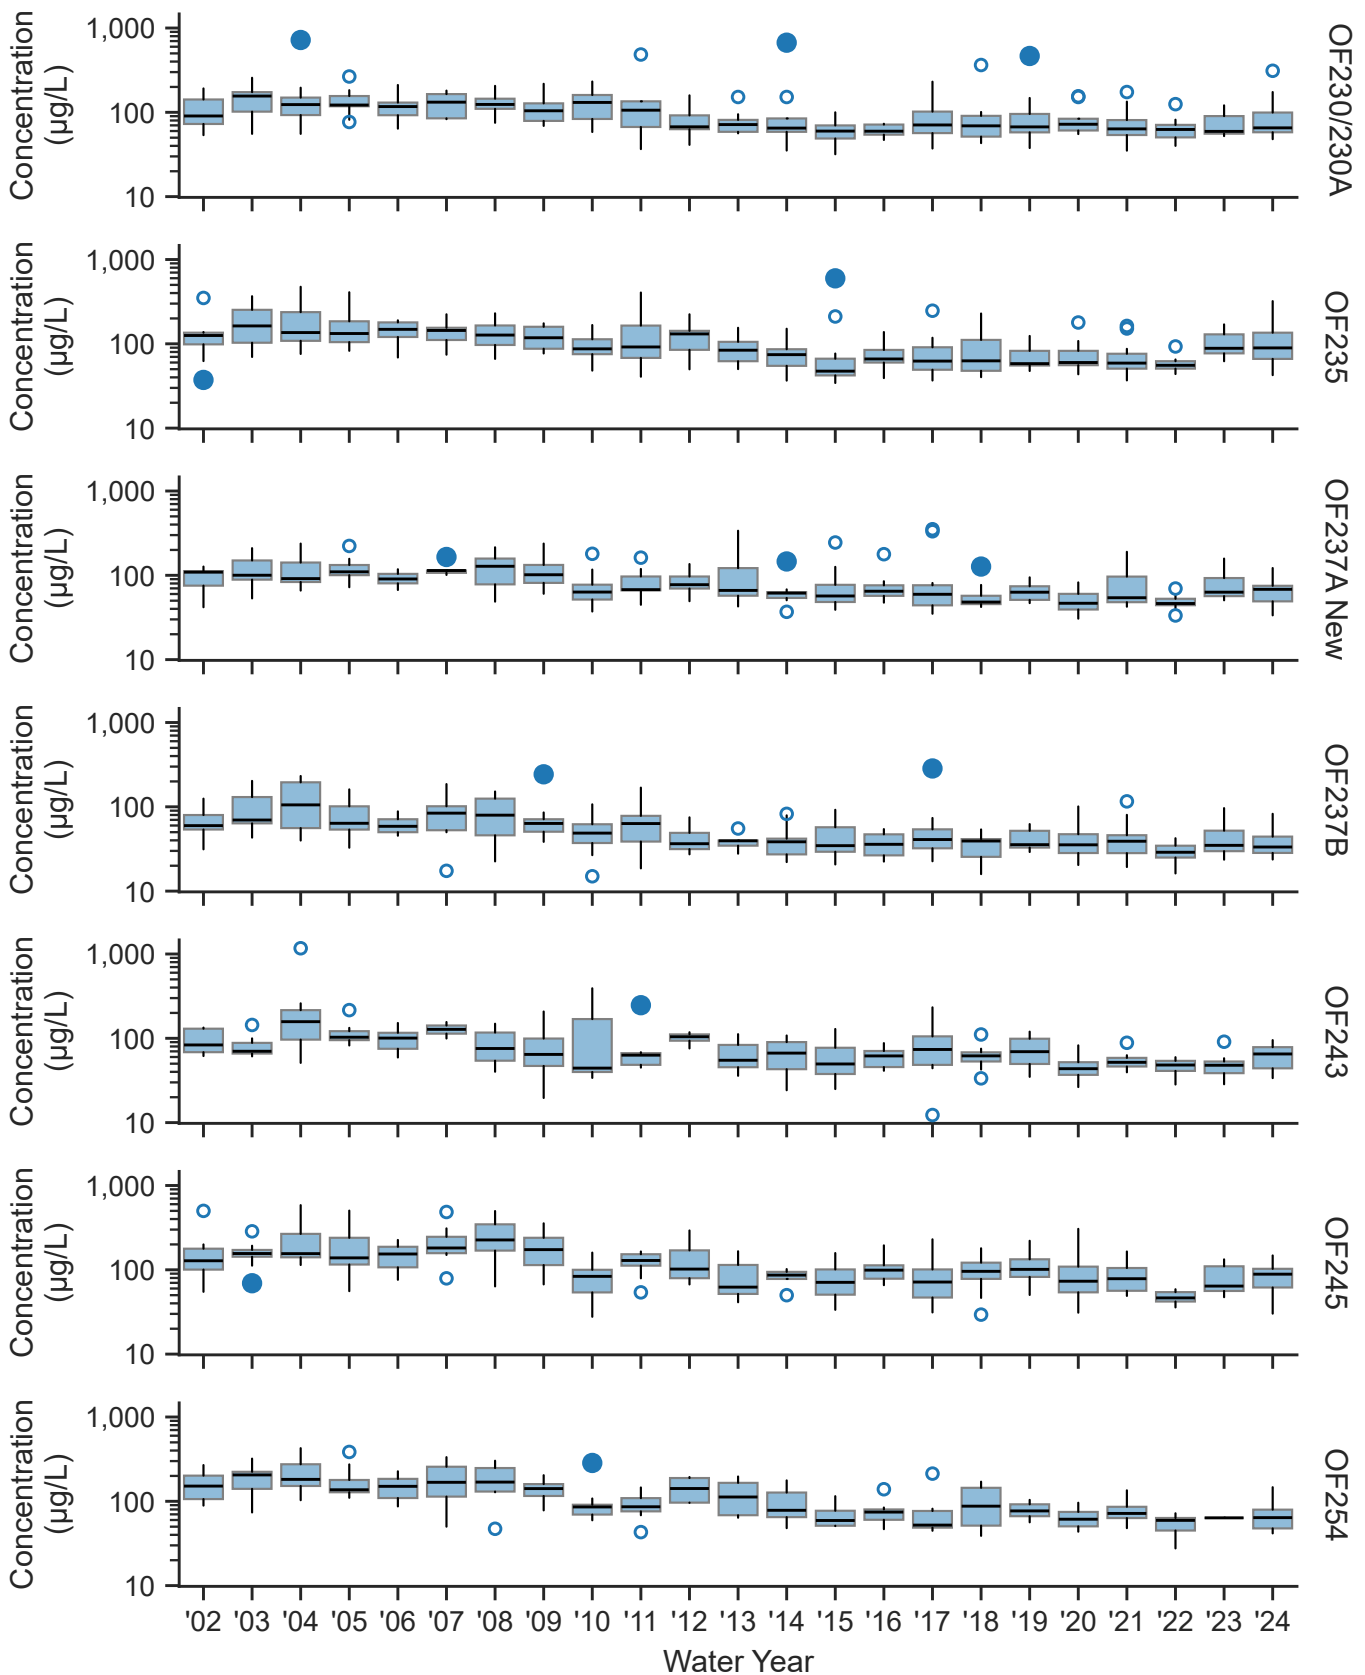 Concentration
(µg/L)
1,000
100
10
OF230/230A
Concentration
(µg/L)
1,000
100
10
OF235
Concentration
(µg/L)
1,000
100
10
OF237A New
Concentration
(µg/L)
1,000
100
10
OF237B
Concentration
(µg/L)
1,000
100
10
OF243
Concentration
(µg/L)
1,000
100
10
OF245
Concentration
(µg/L)
1,000
100
10
OF254
'02 '03 '04 '05 '06 '07 '08 '09 '10 '11 '12 '13 '14 '15 '16 '17 '18 '19 '20 '21 '22 '23 '24
Water Year